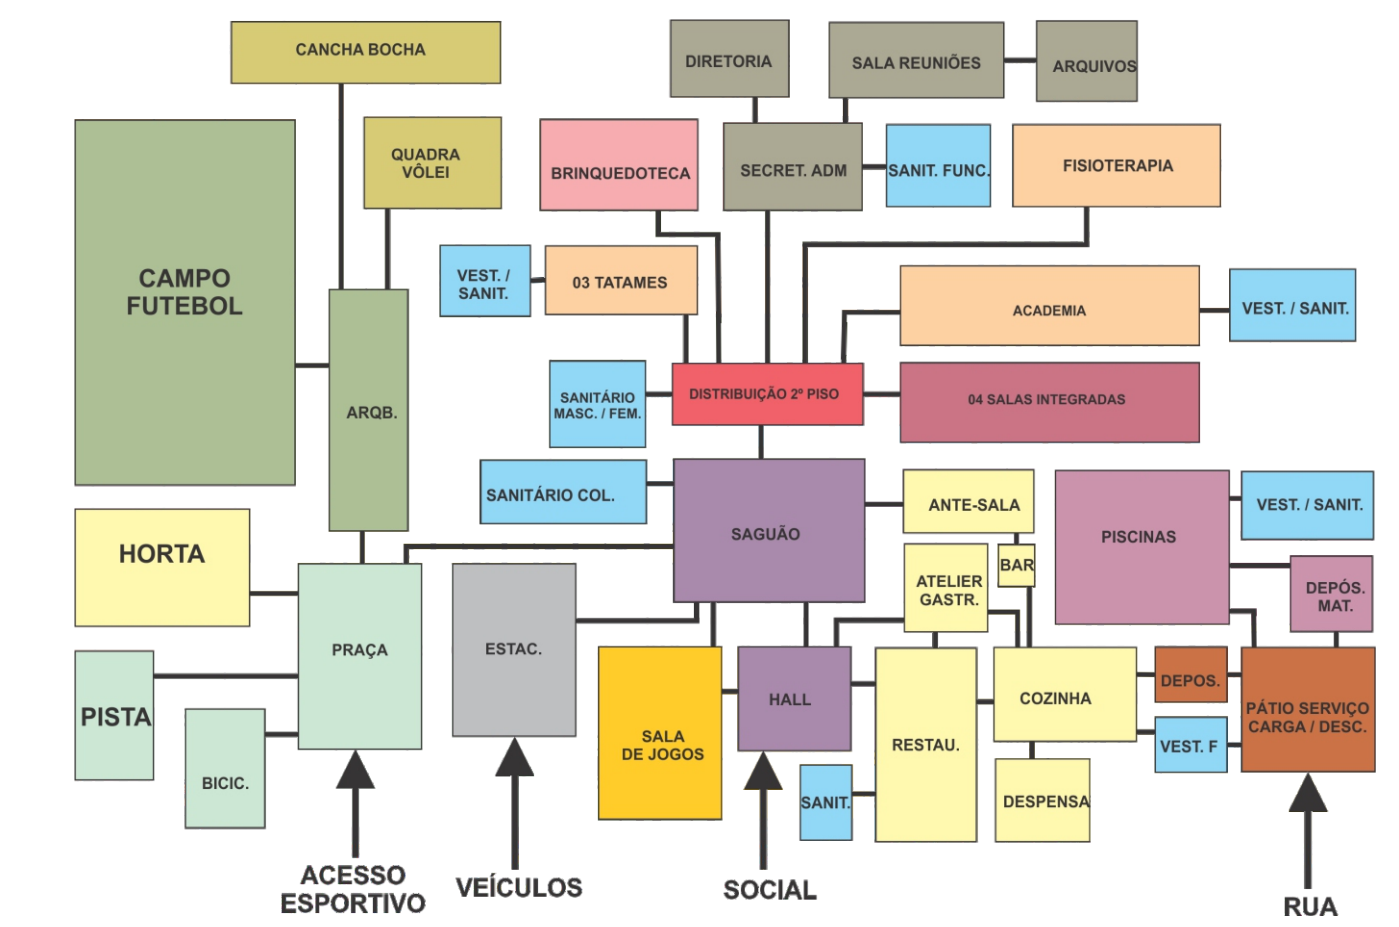 CANCHA BOCHA
DIRETORIA
SALA REUNIÕES
ARQUIVOS
QUADRA
VÔLEI
BRINQUEDOTECA
SECRET. ADM
SANIT. FUNC.
FISIOTERAPIA
CAMPO
FUTEBOL
VEST. /
SANIT.
03 TATAMES
ACADEMIA
VEST. / SANIT.
ARQB.
SANITÁRIO
MASC. / FEM.
DISTRIBUIÇÃO 2º PISO
04 SALAS INTEGRADAS
SANITÁRIO COL.
SAGUÃO
ANTE-SALA
PISCINAS
VEST. / SANIT.
HORTA
BAR
ATELIER
GASTR.
DEPÓS.
MAT.
PRAÇA
ESTAC.
PISTA
BICIC.
SALA
DE JOGOS
HALL
RESTAU.
COZINHA
DEPOS.
PÁTIO SERVIÇO
CARGA / DESC.
VEST. F
SANIT.
DESPENSA
ACESSO
ESPORTIVO
VEÍCULOS
SOCIAL
RUA